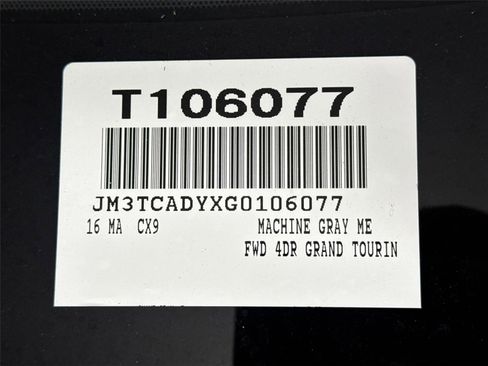 T106077
JM3TCADYXG0106077
16 MA CX9 MACHINE GRAY ME
FWD 4DR GRAND TOURIN